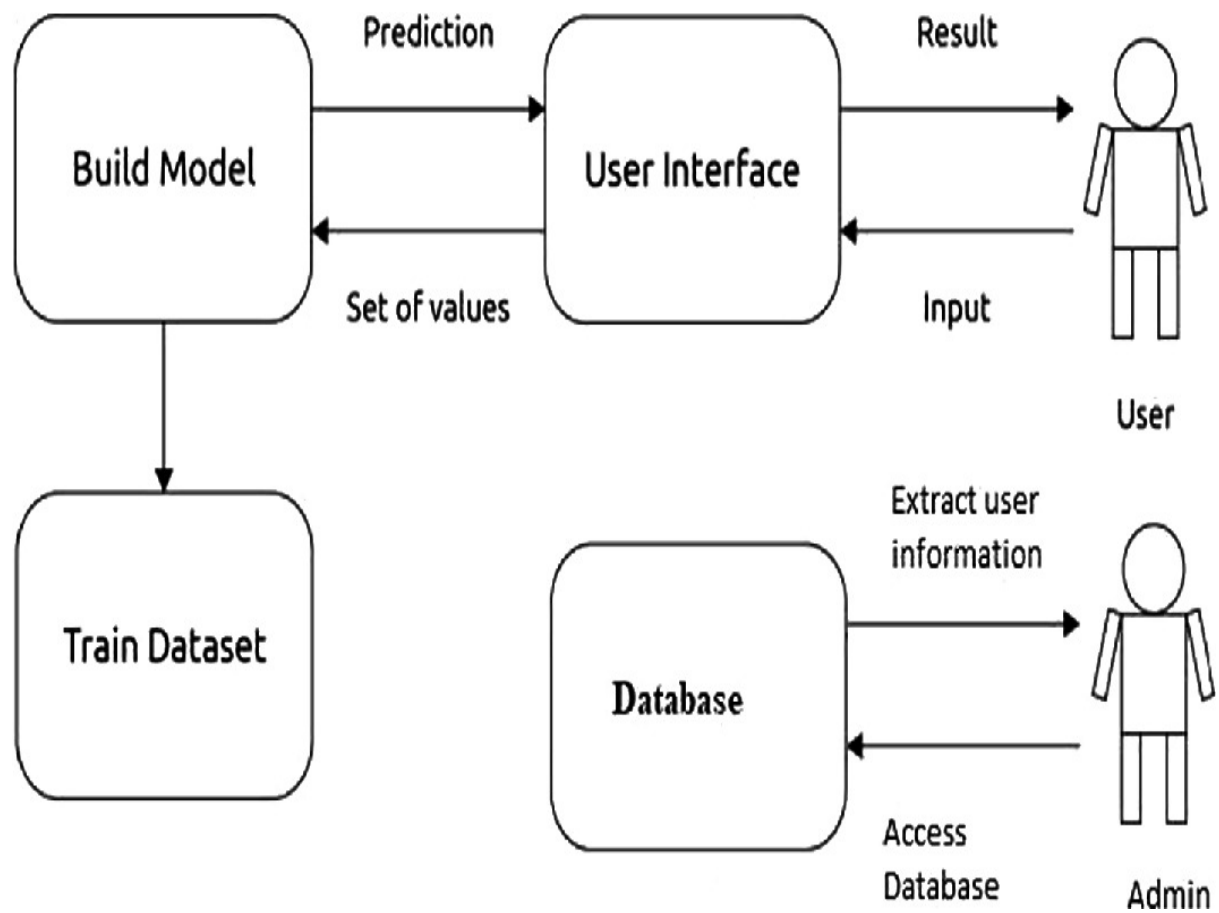 Prediction
Result
Build Model
User Interface
Set of values
Input
User
Extract user
information
Train Dataset
Database
Access
Database
Admin